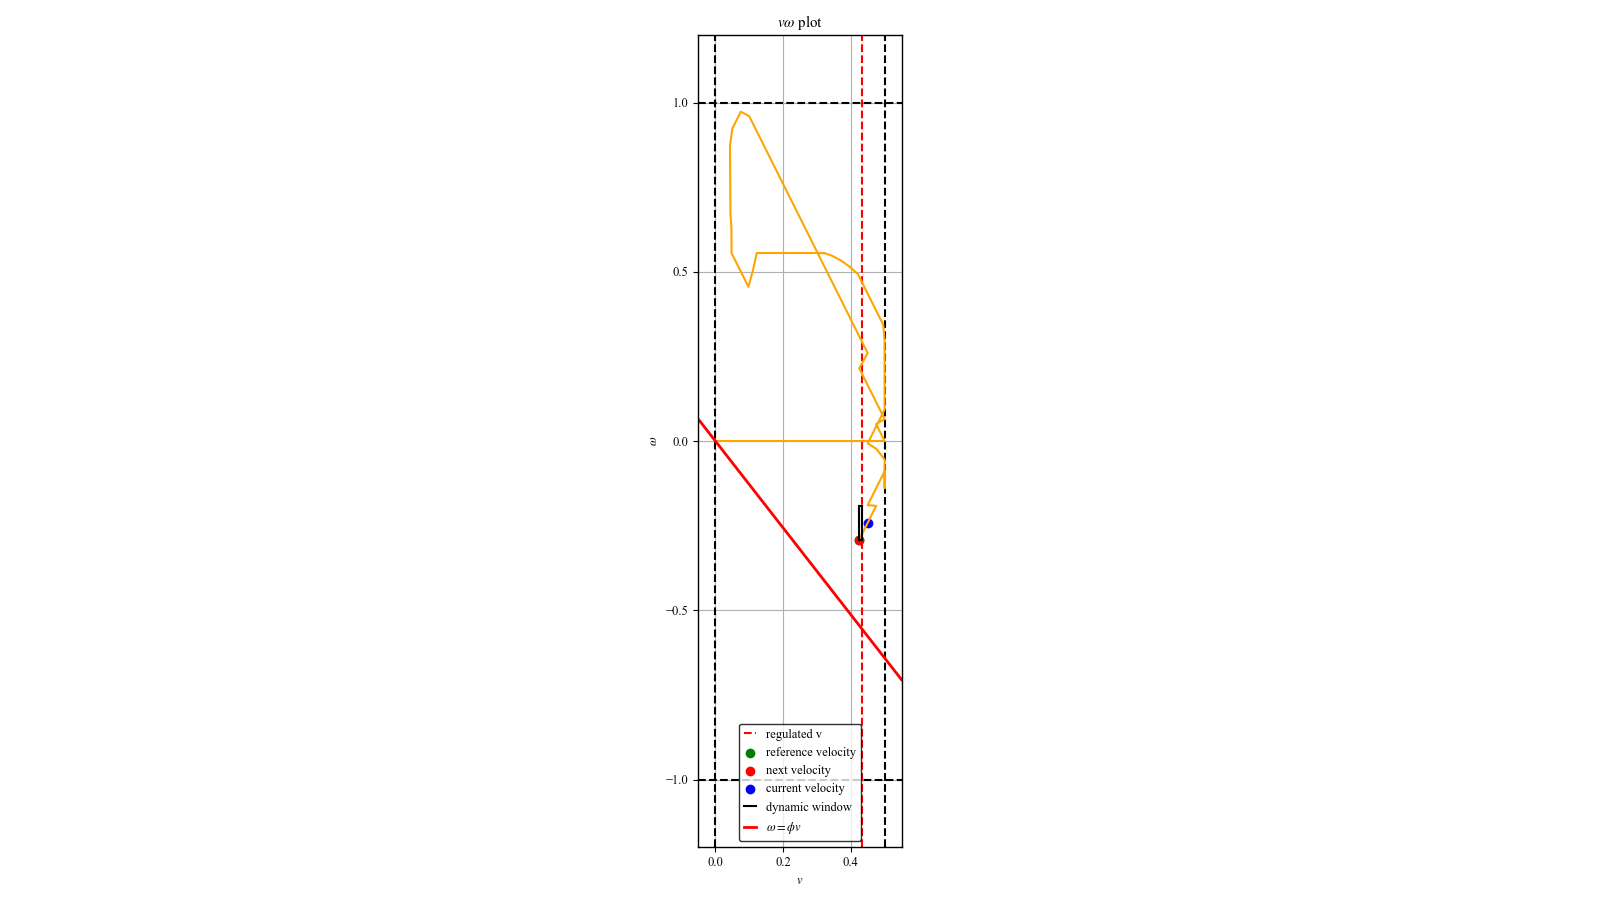 vω plot
1.0
0.5
0.0
−0.5
−1.0
ω
0.0 0.2 0.4
v
regulated v
reference velocity
next velocity
current velocity
dynamic window
ω = ϕv